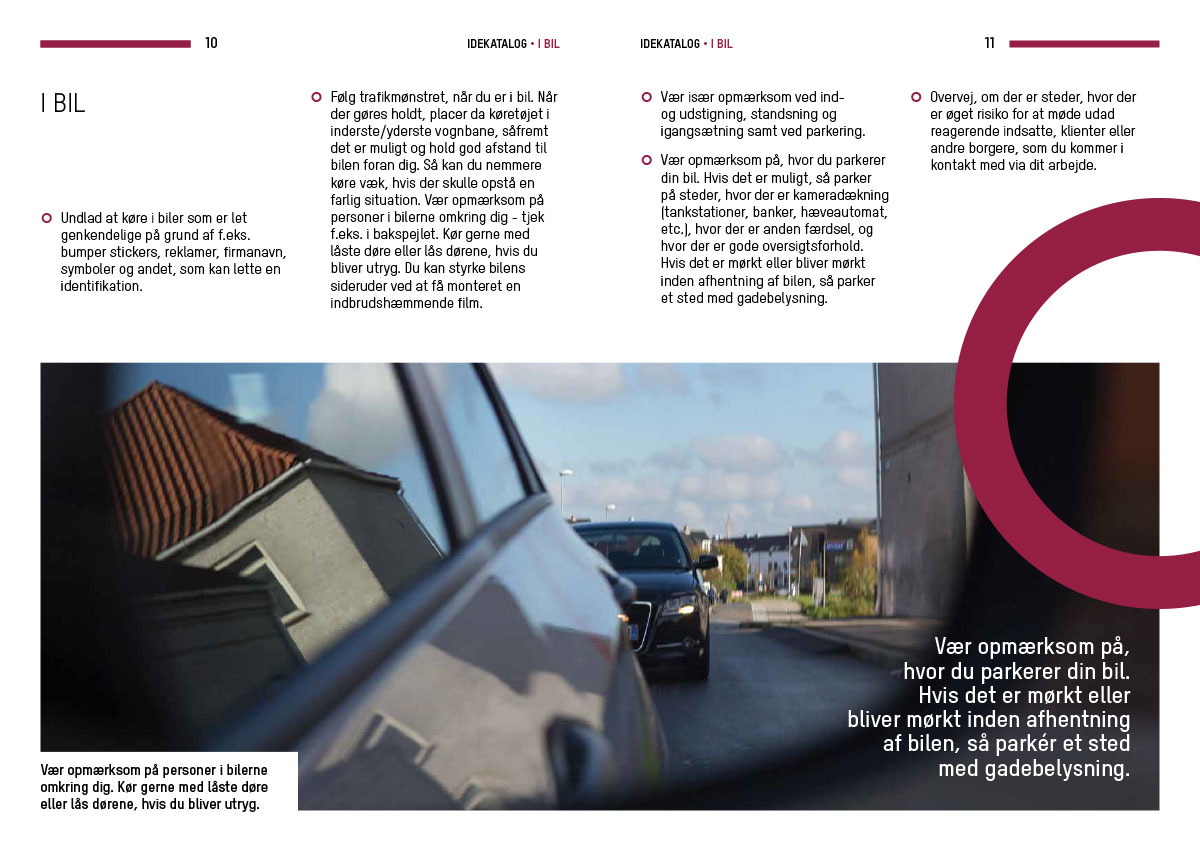 10
IDEKATALOG • I BIL
I BIL
Undlad at køre i biler som er let
genkendelige på grund af f.eks.
bumper stickers, reklamer, firmanavn,
symboler og andet, som kan lette en
identifikation.
Følg trafikmønstret, når du er i bil. Når
der gøres holdt, placer da køretøjet i
inderste/yderste vognbane, såfremt
det er muligt og hold god afstand til
bilen foran dig. Så kan du nemmere
køre væk, hvis der skulle opstå en
farlig situation. Vær opmærksom på
personer i bilerne omkring dig - tjek
f.eks. i bakspejlet. Kør gerne med
låste døre eller lås dørene, hvis du
bliver utryg. Du kan styrke bilens
sideruder ved at få monteret en
indbrudshæmmende film.
IDEKATALOG • I BIL
11
Vær især opmærksom ved ind-
og udstigning, standsning og
igangsætning samt ved parkering.
Vær opmærksom på, hvor du parkerer
din bil. Hvis det er muligt, så parker
på steder, hvor der er kameradækning
(tankstationer, banker, hæveautomat,
etc.), hvor der er anden færdsel, og
hvor der er gode oversigtsforhold.
Hvis det er mørkt eller bliver mørkt
inden afhentning af bilen, så parker
et sted med gadebelysning.
Overvej, om der er steder, hvor der
er øget risiko for at møde udad
reagerende indsatte, klienter eller
andre borgere, som du kommer i
kontakt med via dit arbejde.
Vær opmærksom på,
hvor du parkerer din bil.
Hvis det er mørkt eller
bliver mørkt inden afhentning
af bilen, så parkér et sted
med gadebelysning.
Vær opmærksom på personer i bilerne
omkring dig. Kør gerne med låste døre
eller lås dørene, hvis du bliver utryg.